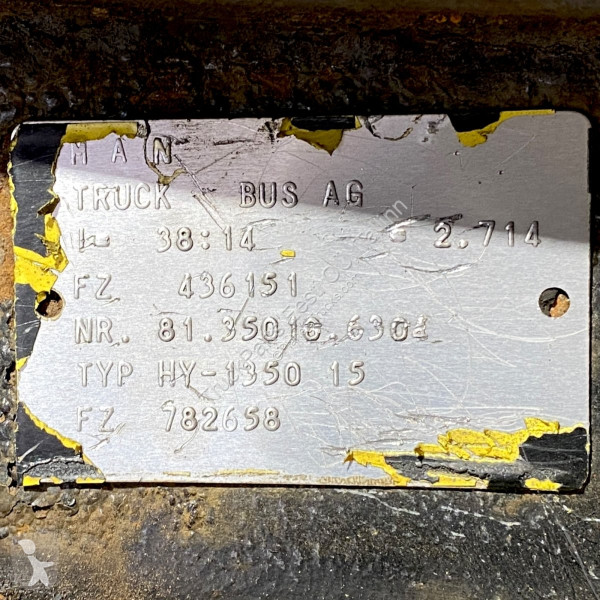 MAN
TRUCK BUS AG
38:14 = 2.714
FZ 436151
NR. 81.35010.6304
TYP HY-1350 15
FZ 782658